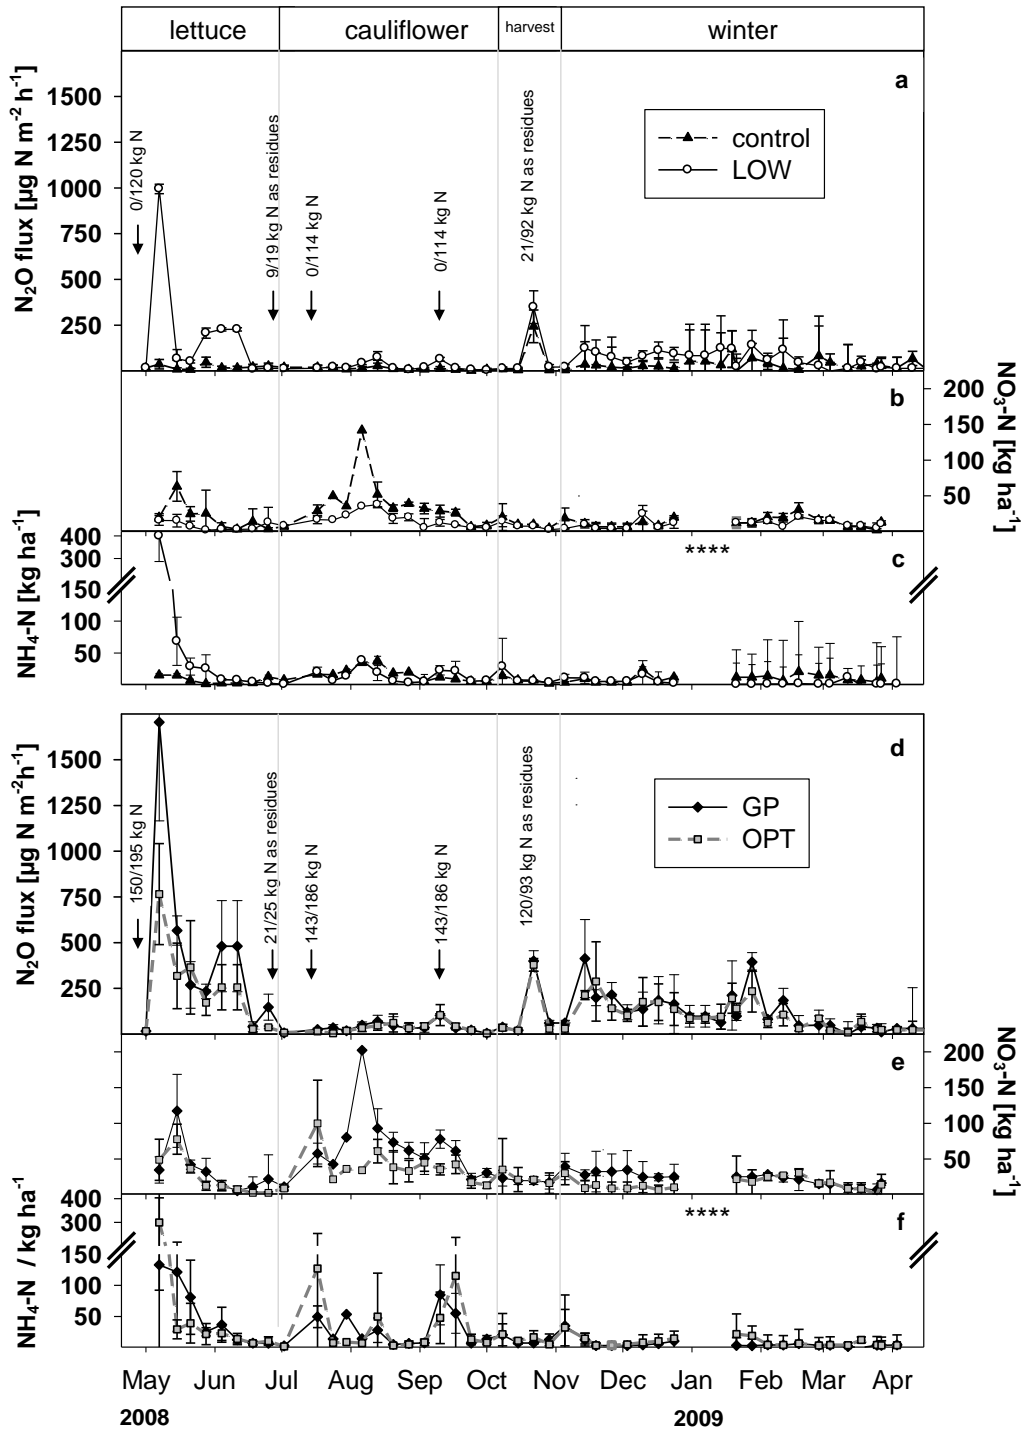 lettuce cauliflower harvest winter
a
N₂O flux [µg N m⁻² h⁻¹]
1500
1250
1000
750
500
250
0/120 kg N
9/19 kg N as residues
0/114 kg N
0/114 kg N
21/92 kg N as residues
control
LOW
b
NO₃-N [kg ha⁻¹]
200
150
100
50
c
NH₄-N [kg ha⁻¹]
400
300
150
100
50
****
d
N₂O flux [µg N m⁻²h⁻¹]
1500
1250
1000
750
500
250
150/195 kg N
21/25 kg N as residues
143/186 kg N
143/186 kg N
120/93 kg N as residues
GP
OPT
e
NO₃-N [kg ha⁻¹]
200
150
100
50
f
NH₄-N / kg ha⁻¹]
400
300
150
100
50
****
May Jun Jul Aug Sep Oct Nov Dec Jan Feb Mar Apr
2008 2009